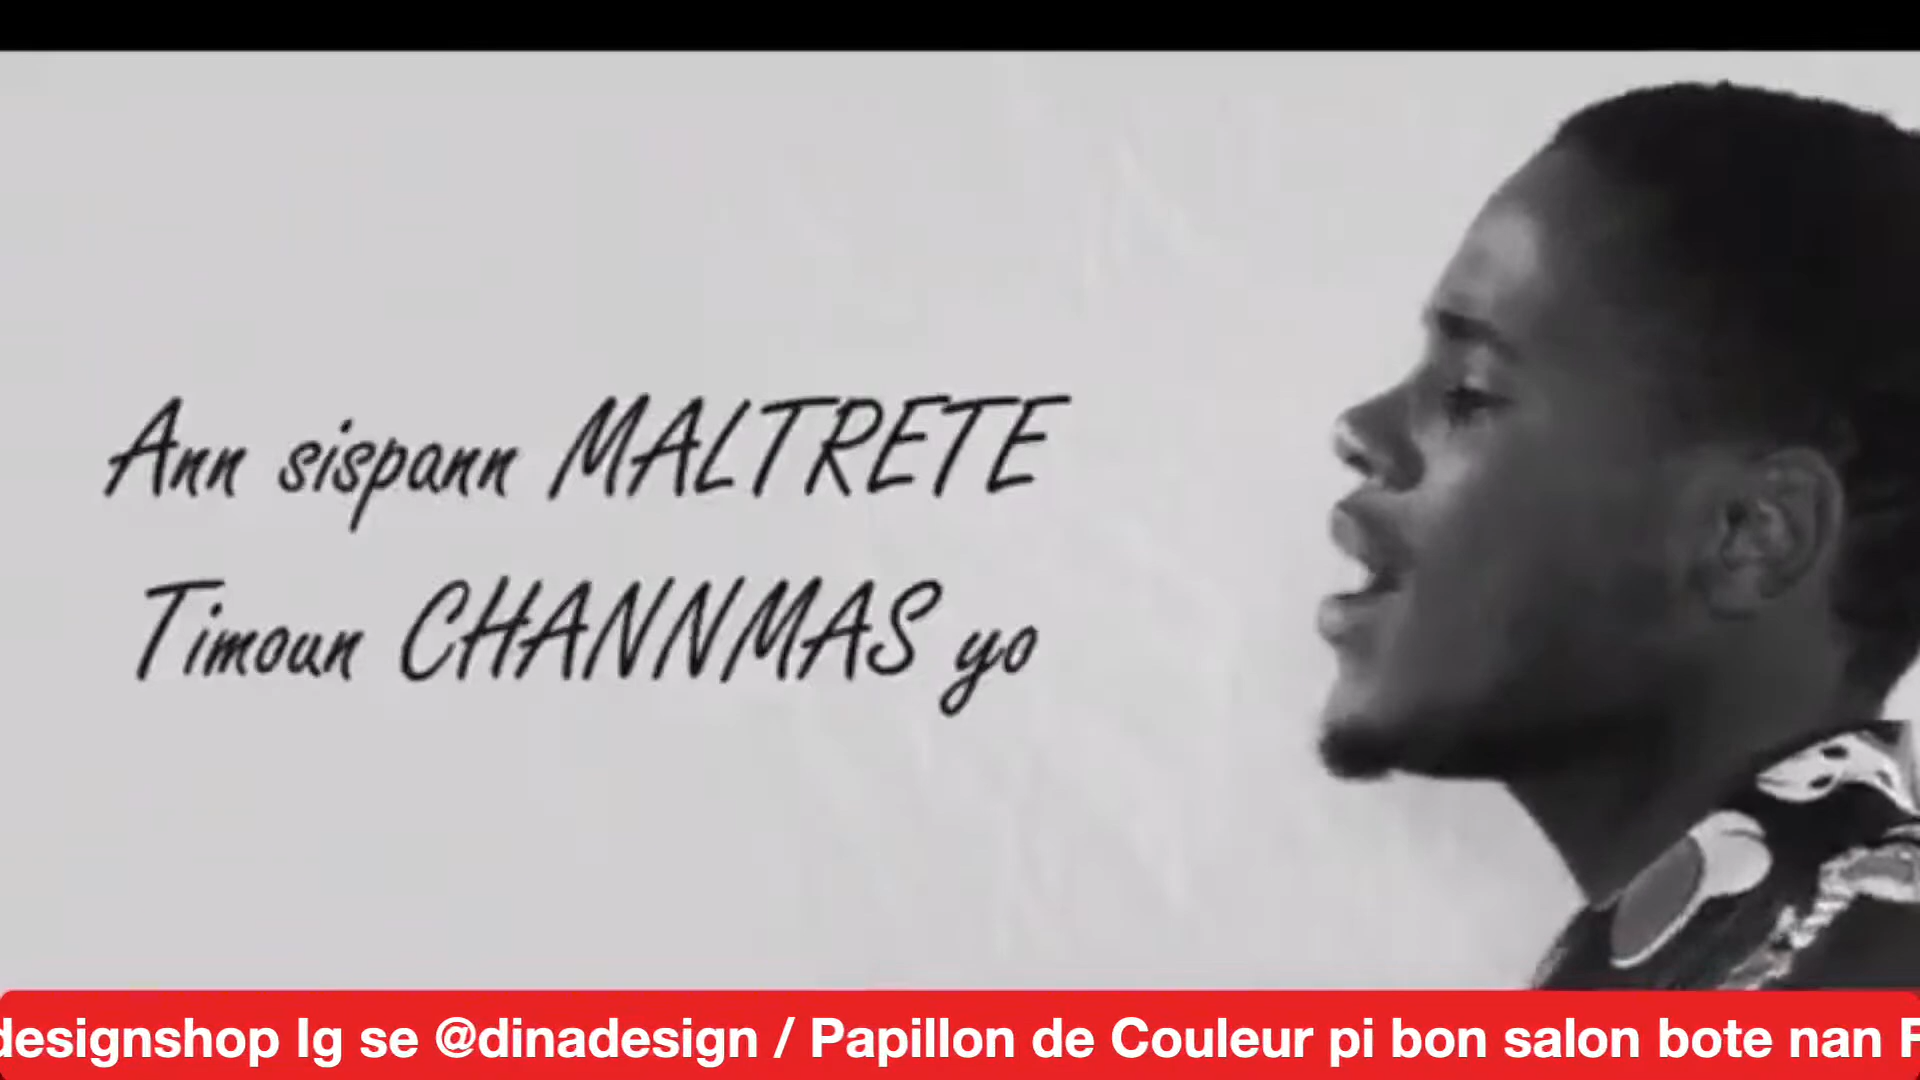 Ann sispann MALTRETE
Timoun CHANNMAS yo
designshop Ig se @dinadesign / Papillon de Couleur pi bon salon bote nan